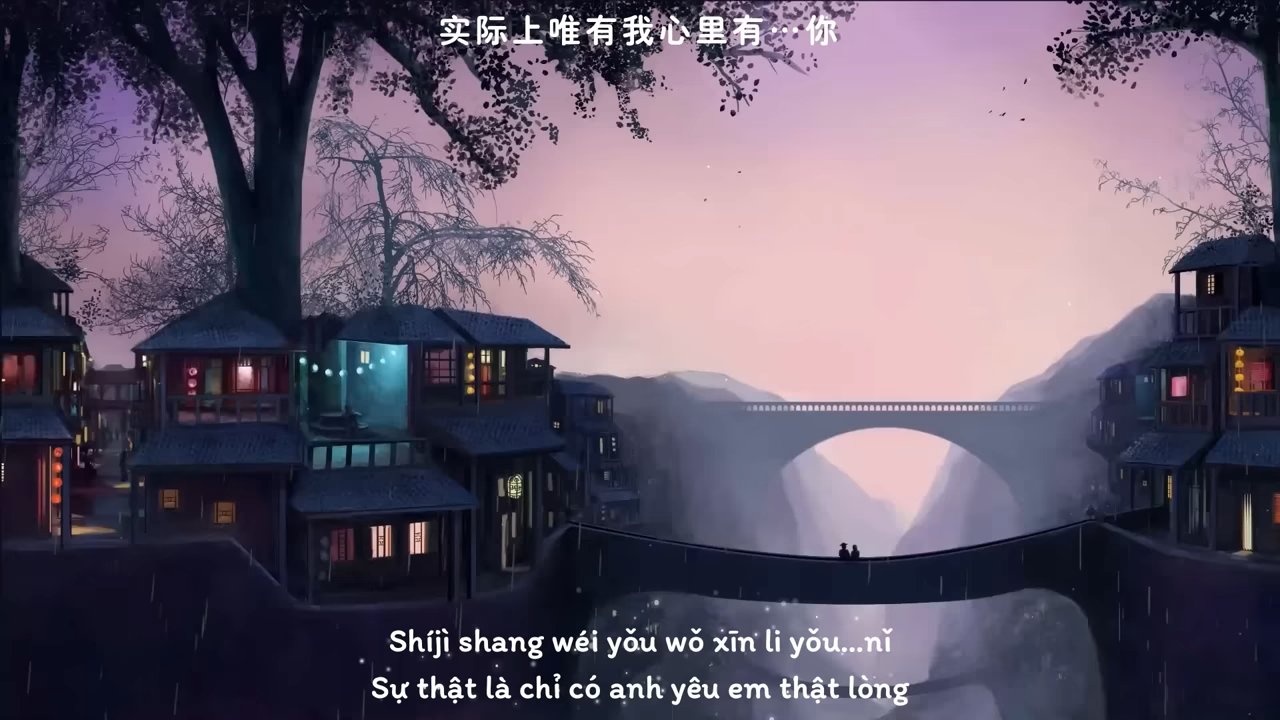 实际上唯有我心里有…你
Shíjì shang wéi yǒu wǒ xīn li yǒu...nǐ
Sự thật là chỉ có anh yêu em thật lòng